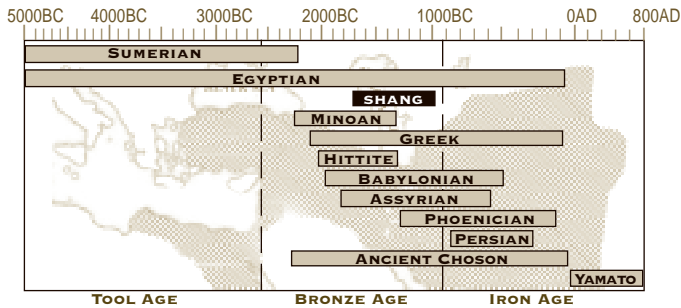 5000BC 4000BC 3000BC 2000BC 1000BC 0AD 800AD
SUMERIAN
EGYPTIAN
SHANG
MINOAN
GREEK
HITTITE
BABYLONIAN
ASSYRIAN
PHOENICIAN
PERSIAN
ANCIENT CHOSON
YAMATO
TOOL AGE BRONZE AGE IRON AGE